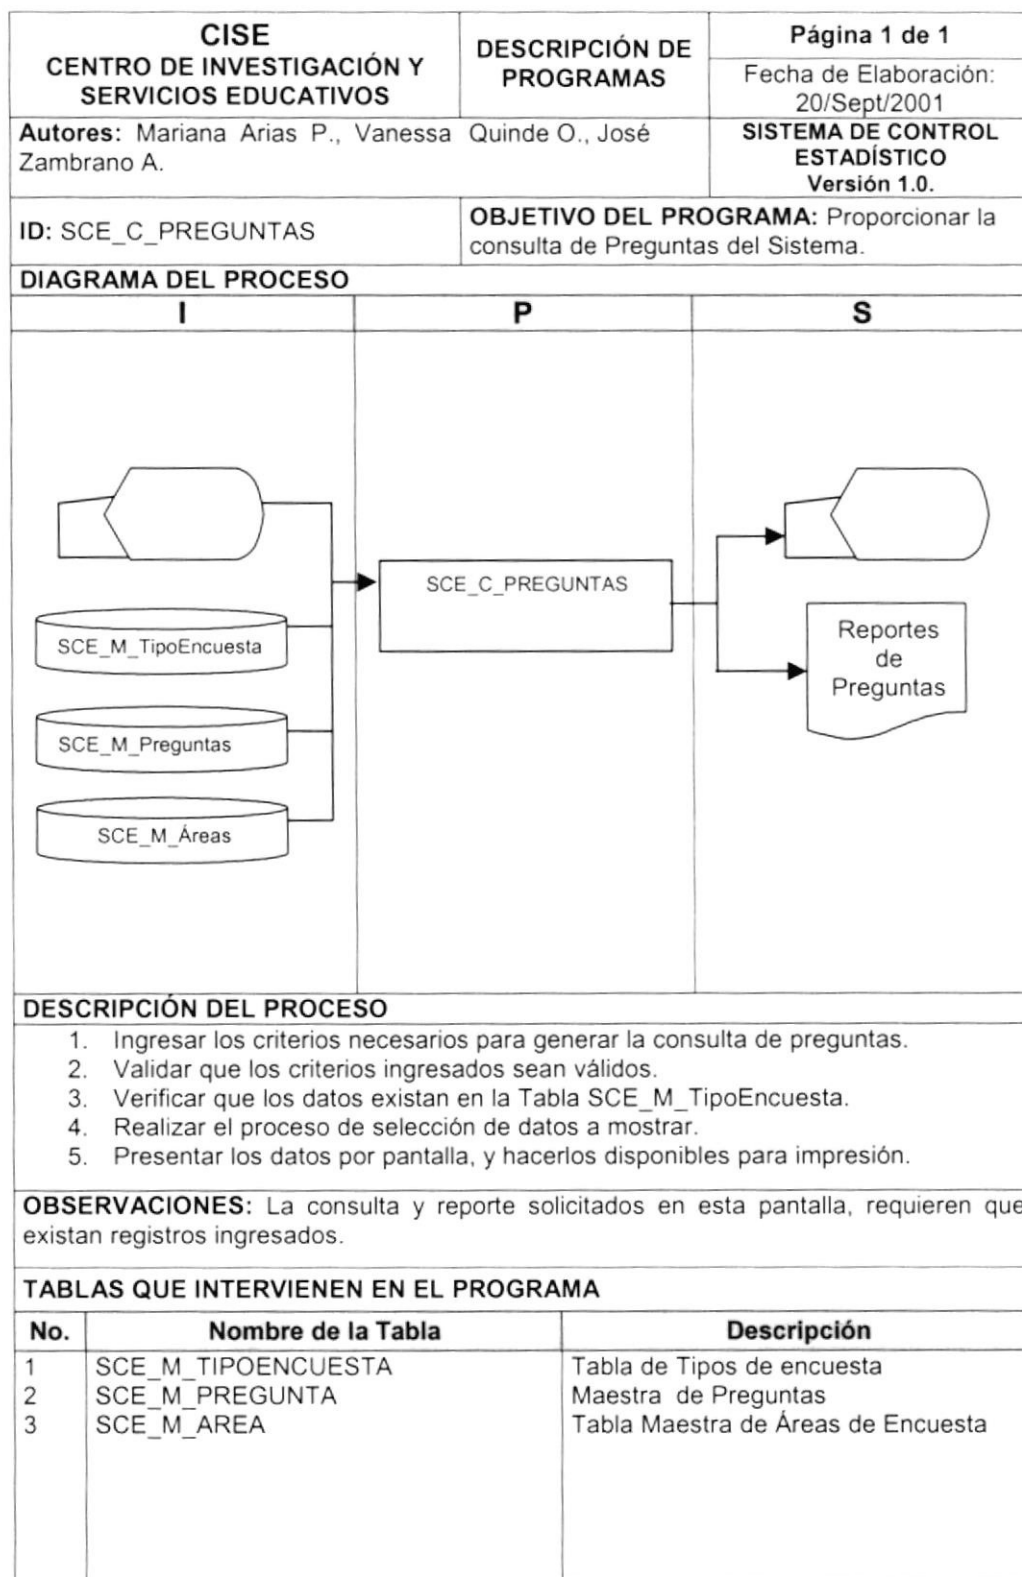 CISE
CENTRO DE INVESTIGACIÓN Y
SERVICIOS EDUCATIVOS
DESCRIPCIÓN DE
PROGRAMAS
Página 1 de 1
Fecha de Elaboración:
20/Sept/2001
Autores: Mariana Arias P., Vanessa Quinde O., José
Zambrano A.
SISTEMA DE CONTROL
ESTADÍSTICO
Versión 1.0.
ID: SCE_C_PREGUNTAS
OBJETIVO DEL PROGRAMA: Proporcionar la
consulta de Preguntas del Sistema.
DIAGRAMA DEL PROCESO
I
P
S
SCE_M_TipoEncuesta
SCE_M_Preguntas
SCE_M_Áreas
SCE_C_PREGUNTAS
Reportes
de
Preguntas
DESCRIPCIÓN DEL PROCESO
1. Ingresar los criterios necesarios para generar la consulta de preguntas.
2. Validar que los criterios ingresados sean válidos.
3. Verificar que los datos existan en la Tabla SCE_M_TipoEncuesta.
4. Realizar el proceso de selección de datos a mostrar.
5. Presentar los datos por pantalla, y hacerlos disponibles para impresión.
OBSERVACIONES: La consulta y reporte solicitados en esta pantalla, requieren que
existan registros ingresados.
TABLAS QUE INTERVIENEN EN EL PROGRAMA
No. Nombre de la Tabla Descripción
1 SCE_M_TIPOENCUESTA Tabla de Tipos de encuesta
2 SCE_M_PREGUNTA Maestra de Preguntas
3 SCE_M_AREA Tabla Maestra de Áreas de Encuesta